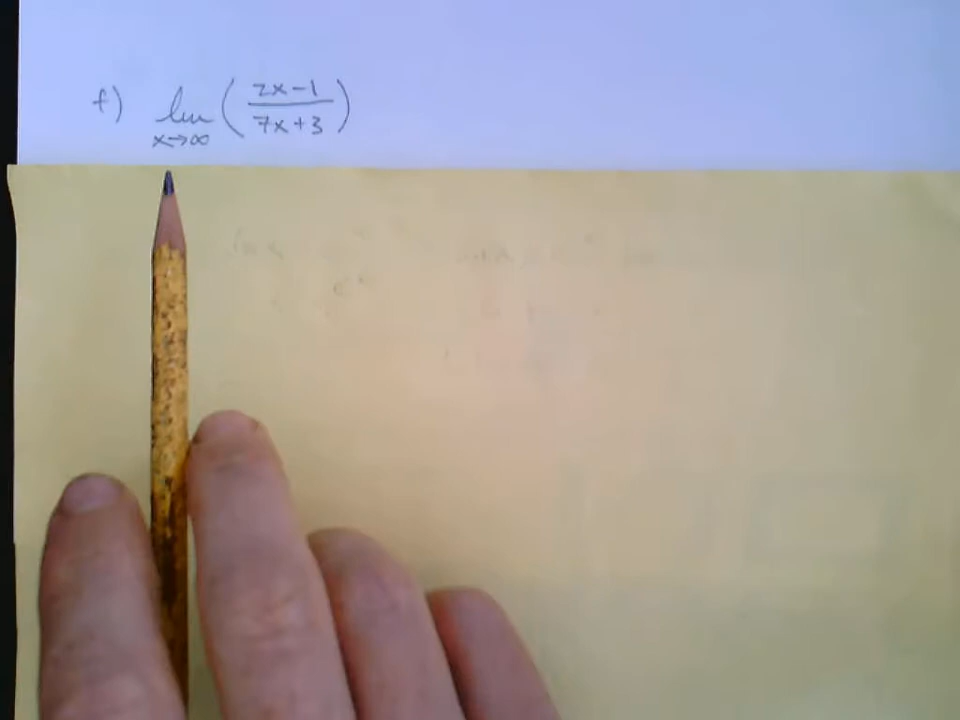 f) lim x→∞ ( 2x-1 / 7x+3 )